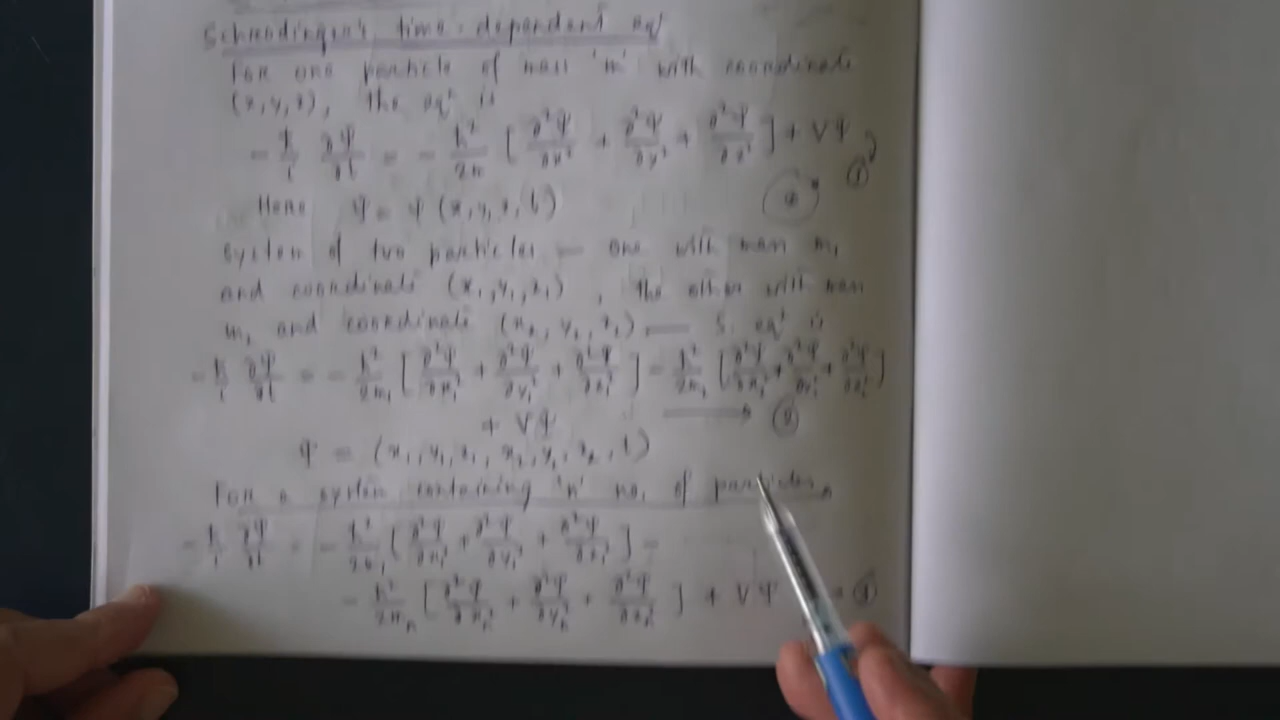 Schrodinger's time-dependent eqⁿ
For one particle of mass 'm' with coordinate
(x,y,z), the eqⁿ is
-ħ/i ∂Ψ/∂t = -ħ²/2m [∂²Ψ/∂x² + ∂²Ψ/∂y² + ∂²Ψ/∂z²] + VΨ
①
Here Ψ = Ψ (x,y,z,t)
System of two particles — one with mass m₁
and coordinate (x₁,y₁,z₁), the other with mass
m₂ and coordinate (x₂, y₂, z₂) — S. eqⁿ is
-ħ/i ∂Ψ/∂t = -ħ²/2m₁ [∂²Ψ/∂x₁² + ∂²Ψ/∂y₁² + ∂²Ψ/∂z₁²] - ħ²/2m₂ [∂²Ψ/∂x₂² + ∂²Ψ/∂y₂² + ∂²Ψ/∂z₂²]
+ VΨ → ②
Ψ = (x₁,y₁,z₁, x₂,y₂,z₂,t)
For a system containing 'n' no. of particles,
-ħ/i ∂Ψ/∂t = -ħ²/2m₁ [∂²Ψ/∂x₁² + ∂²Ψ/∂y₁² + ∂²Ψ/∂z₁²] -
-ħ²/2mₙ [∂²Ψ/∂xₙ² + ∂²Ψ/∂yₙ² + ∂²Ψ/∂zₙ²] + VΨ